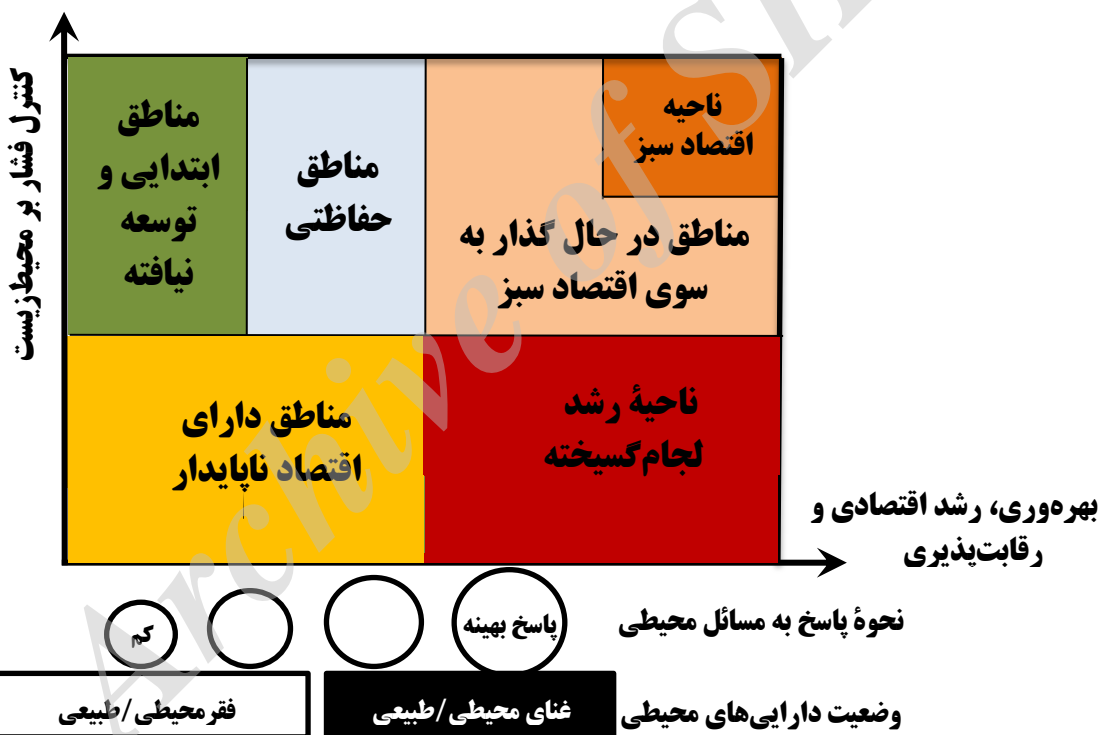 کنترل فشار بر محیط‌زیست
مناطق
ابتدایی و
توسعه
نیافته
مناطق
حفاظتی
ناحیه
اقتصاد سبز
مناطق در حال گذار به
سوی اقتصاد سبز
مناطق دارای
اقتصاد ناپایدار
ناحیهٔ رشد
لجام‌گسیخته
بهره‌وری، رشد اقتصادی و
رقابت‌پذیری
نحوهٔ پاسخ به مسائل محیطی
پاسخ بهینه
کم
وضعیت دارایی‌های محیطی
غنای محیطی/طبیعی
فقرمحیطی/طبیعی
Archive of